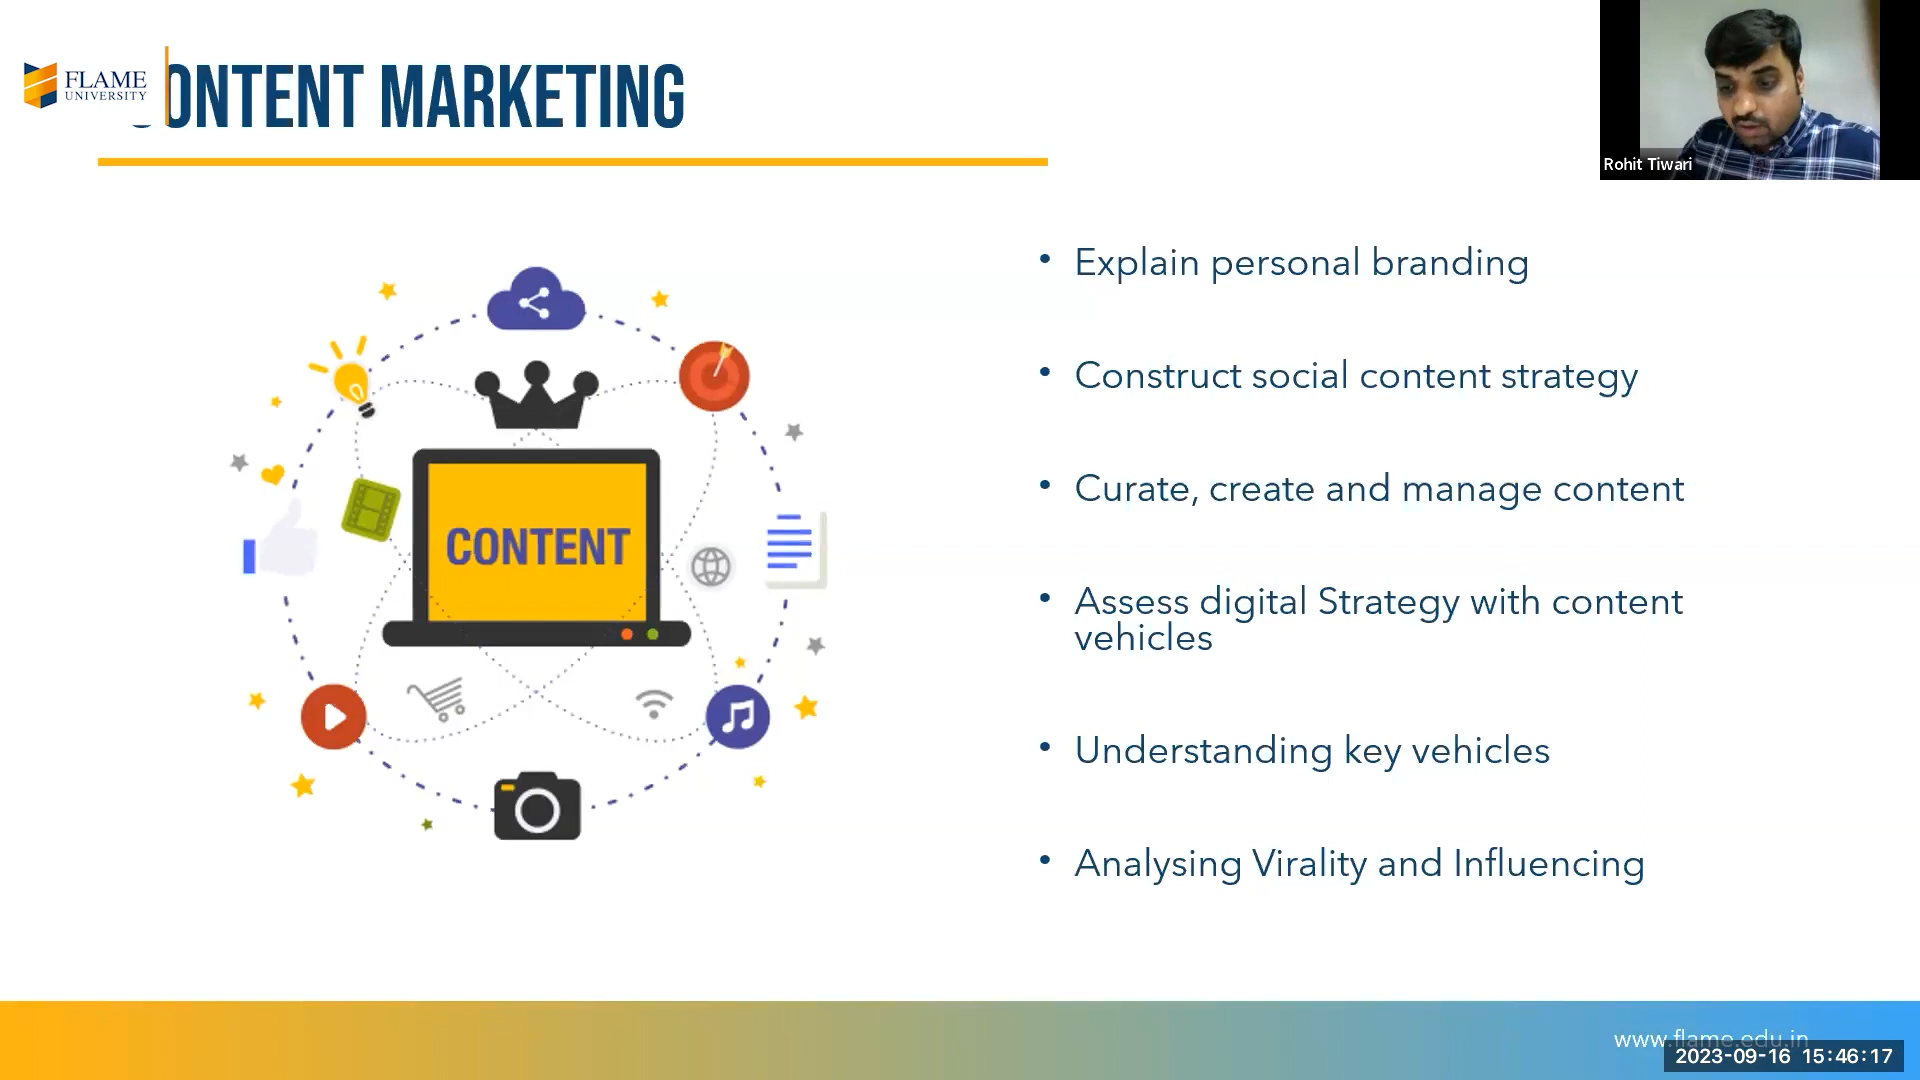 FLAME
UNIVERSITY
CONTENT MARKETING
Rohit Tiwari
• Explain personal branding
• Construct social content strategy
• Curate, create and manage content
• Assess digital Strategy with content
vehicles
• Understanding key vehicles
• Analysing Virality and Influencing
CONTENT
www.flame.edu.in
2023-09-16 15:46:17